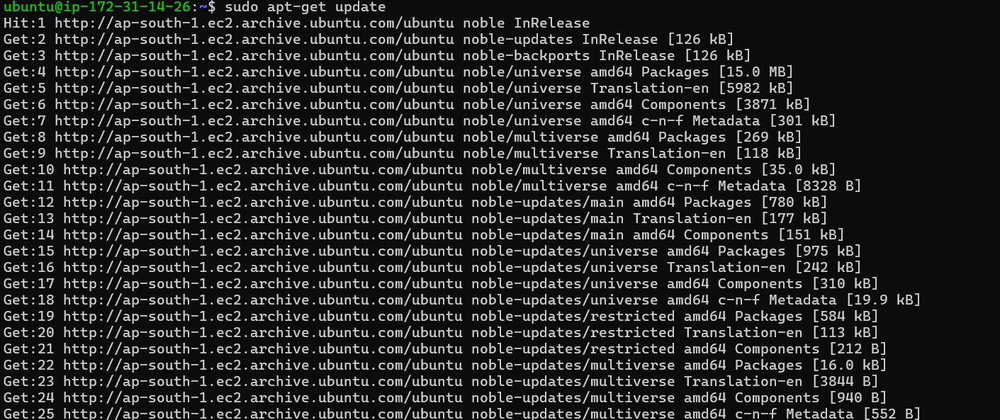 ubuntu@ip-172-31-14-26:~$ sudo apt-get update
Hit:1 http://ap-south-1.ec2.archive.ubuntu.com/ubuntu noble InRelease
Get:2 http://ap-south-1.ec2.archive.ubuntu.com/ubuntu noble-updates InRelease [126 kB]
Get:3 http://ap-south-1.ec2.archive.ubuntu.com/ubuntu noble-backports InRelease [126 kB]
Get:4 http://ap-south-1.ec2.archive.ubuntu.com/ubuntu noble/universe amd64 Packages [15.0 MB]
Get:5 http://ap-south-1.ec2.archive.ubuntu.com/ubuntu noble/universe Translation-en [5982 kB]
Get:6 http://ap-south-1.ec2.archive.ubuntu.com/ubuntu noble/universe amd64 Components [3871 kB]
Get:7 http://ap-south-1.ec2.archive.ubuntu.com/ubuntu noble/universe amd64 c-n-f Metadata [301 kB]
Get:8 http://ap-south-1.ec2.archive.ubuntu.com/ubuntu noble/multiverse amd64 Packages [269 kB]
Get:9 http://ap-south-1.ec2.archive.ubuntu.com/ubuntu noble/multiverse Translation-en [118 kB]
Get:10 http://ap-south-1.ec2.archive.ubuntu.com/ubuntu noble/multiverse amd64 Components [35.0 kB]
Get:11 http://ap-south-1.ec2.archive.ubuntu.com/ubuntu noble/multiverse amd64 c-n-f Metadata [8328 B]
Get:12 http://ap-south-1.ec2.archive.ubuntu.com/ubuntu noble-updates/main amd64 Packages [780 kB]
Get:13 http://ap-south-1.ec2.archive.ubuntu.com/ubuntu noble-updates/main Translation-en [177 kB]
Get:14 http://ap-south-1.ec2.archive.ubuntu.com/ubuntu noble-updates/main amd64 Components [151 kB]
Get:15 http://ap-south-1.ec2.archive.ubuntu.com/ubuntu noble-updates/universe amd64 Packages [975 kB]
Get:16 http://ap-south-1.ec2.archive.ubuntu.com/ubuntu noble-updates/universe Translation-en [242 kB]
Get:17 http://ap-south-1.ec2.archive.ubuntu.com/ubuntu noble-updates/universe amd64 Components [310 kB]
Get:18 http://ap-south-1.ec2.archive.ubuntu.com/ubuntu noble-updates/universe amd64 c-n-f Metadata [19.9 kB]
Get:19 http://ap-south-1.ec2.archive.ubuntu.com/ubuntu noble-updates/restricted amd64 Packages [584 kB]
Get:20 http://ap-south-1.ec2.archive.ubuntu.com/ubuntu noble-updates/restricted Translation-en [113 kB]
Get:21 http://ap-south-1.ec2.archive.ubuntu.com/ubuntu noble-updates/restricted amd64 Components [212 B]
Get:22 http://ap-south-1.ec2.archive.ubuntu.com/ubuntu noble-updates/multiverse amd64 Packages [16.0 kB]
Get:23 http://ap-south-1.ec2.archive.ubuntu.com/ubuntu noble-updates/multiverse Translation-en [3844 B]
Get:24 http://ap-south-1.ec2.archive.ubuntu.com/ubuntu noble-updates/multiverse amd64 Components [940 B]
Get:25 http://ap-south-1.ec2.archive.ubuntu.com/ubuntu noble-updates/multiverse amd64 c-n-f Metadata [552 B]